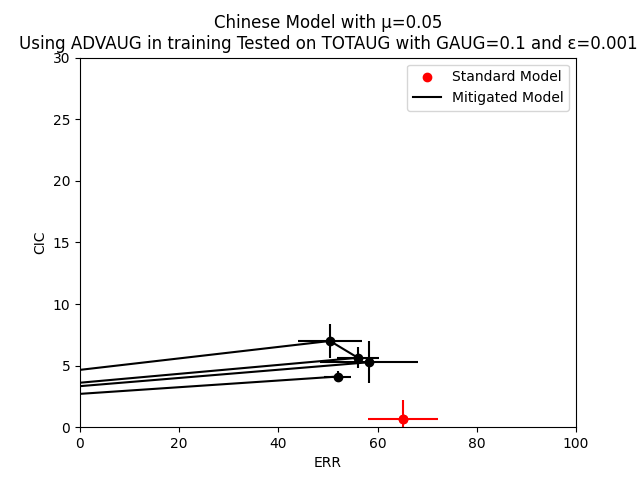 Chinese Model with μ=0.05
Using ADVAUG in training Tested on TOTAUG with GAUG=0.1 and ε=0.001
Standard Model
Mitigated Model
CIC
30
25
20
15
10
5
0
0 20 40 60 80 100
ERR